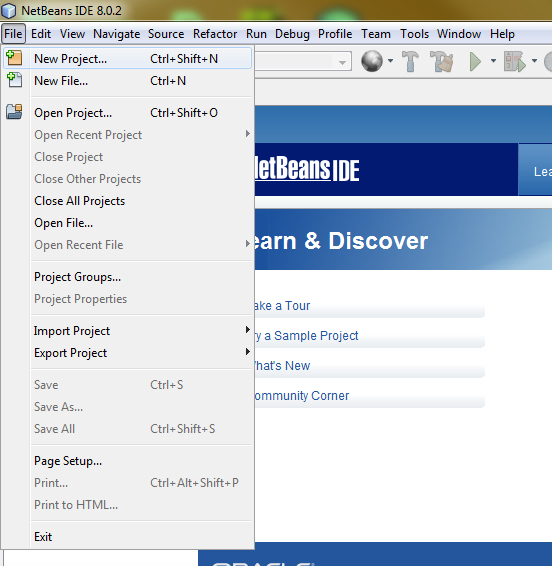 NetBeans IDE 8.0.2
File Edit View Navigate Source Refactor Run Debug Profile Team Tools Window Help
New Project... Ctrl+Shift+N
New File... Ctrl+N
Open Project... Ctrl+Shift+O
Open Recent Project
Close Project
Close Other Projects
Close All Projects
Open File...
Open Recent File
Project Groups...
Project Properties
Import Project
Export Project
Save Ctrl+S
Save As...
Save All Ctrl+Shift+S
Page Setup...
Print... Ctrl+Alt+Shift+P
Print to HTML...
Exit
NetBeans IDE
Lea
earn & Discover
ake a Tour
ry a Sample Project
hat's New
ommunity Corner
ORACLE